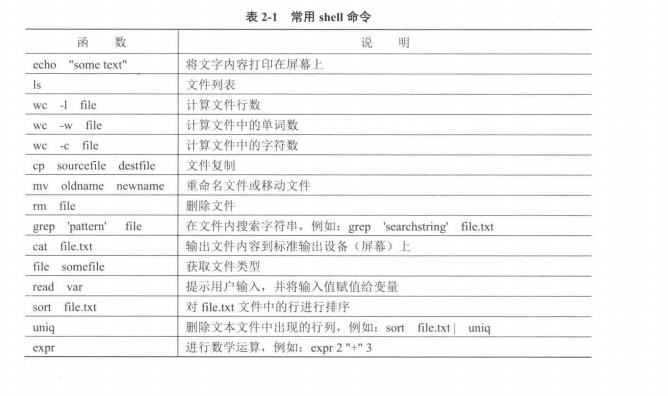 表 2-1 常用 shell 命令
函 数 说 明
echo "some text" 将文字内容打印在屏幕上
ls 文件列表
wc -l file 计算文件行数
wc -w file 计算文件中的单词数
wc -c file 计算文件中的字符数
cp sourcefile destfile 文件复制
mv oldname newname 重命名文件或移动文件
rm file 删除文件
grep 'pattern' file 在文件内搜索字符串，例如：grep 'searchstring' file.txt
cat file.txt 输出文件内容到标准输出设备（屏幕）上
file somefile 获取文件类型
read var 提示用户输入，并将输入值赋值给变量
sort file.txt 对 file.txt 文件中的行进行排序
uniq 删除文本文件中出现的行列，例如：sort file.txt | uniq
expr 进行数学运算，例如：expr 2 "+" 3